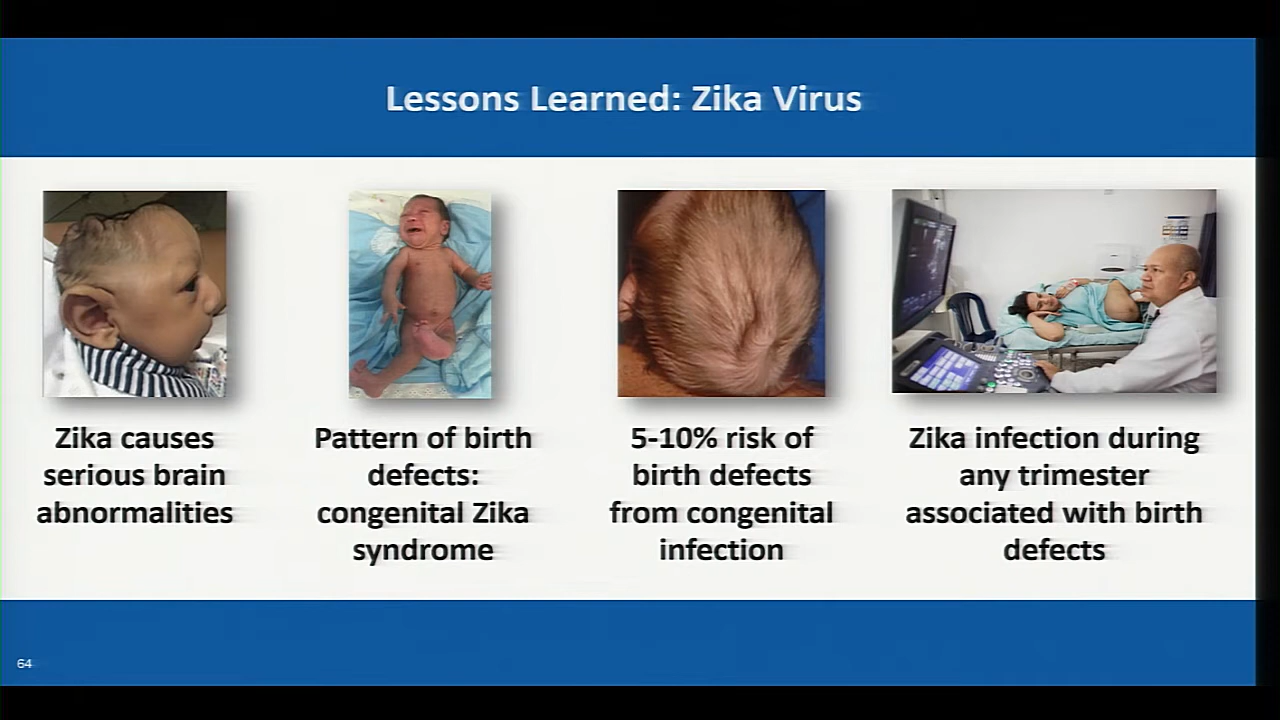 Lessons Learned: Zika Virus
Zika causes
serious brain
abnormalities
Pattern of birth
defects:
congenital Zika
syndrome
5-10% risk of
birth defects
from congenital
infection
Zika infection during
any trimester
associated with birth
defects
64